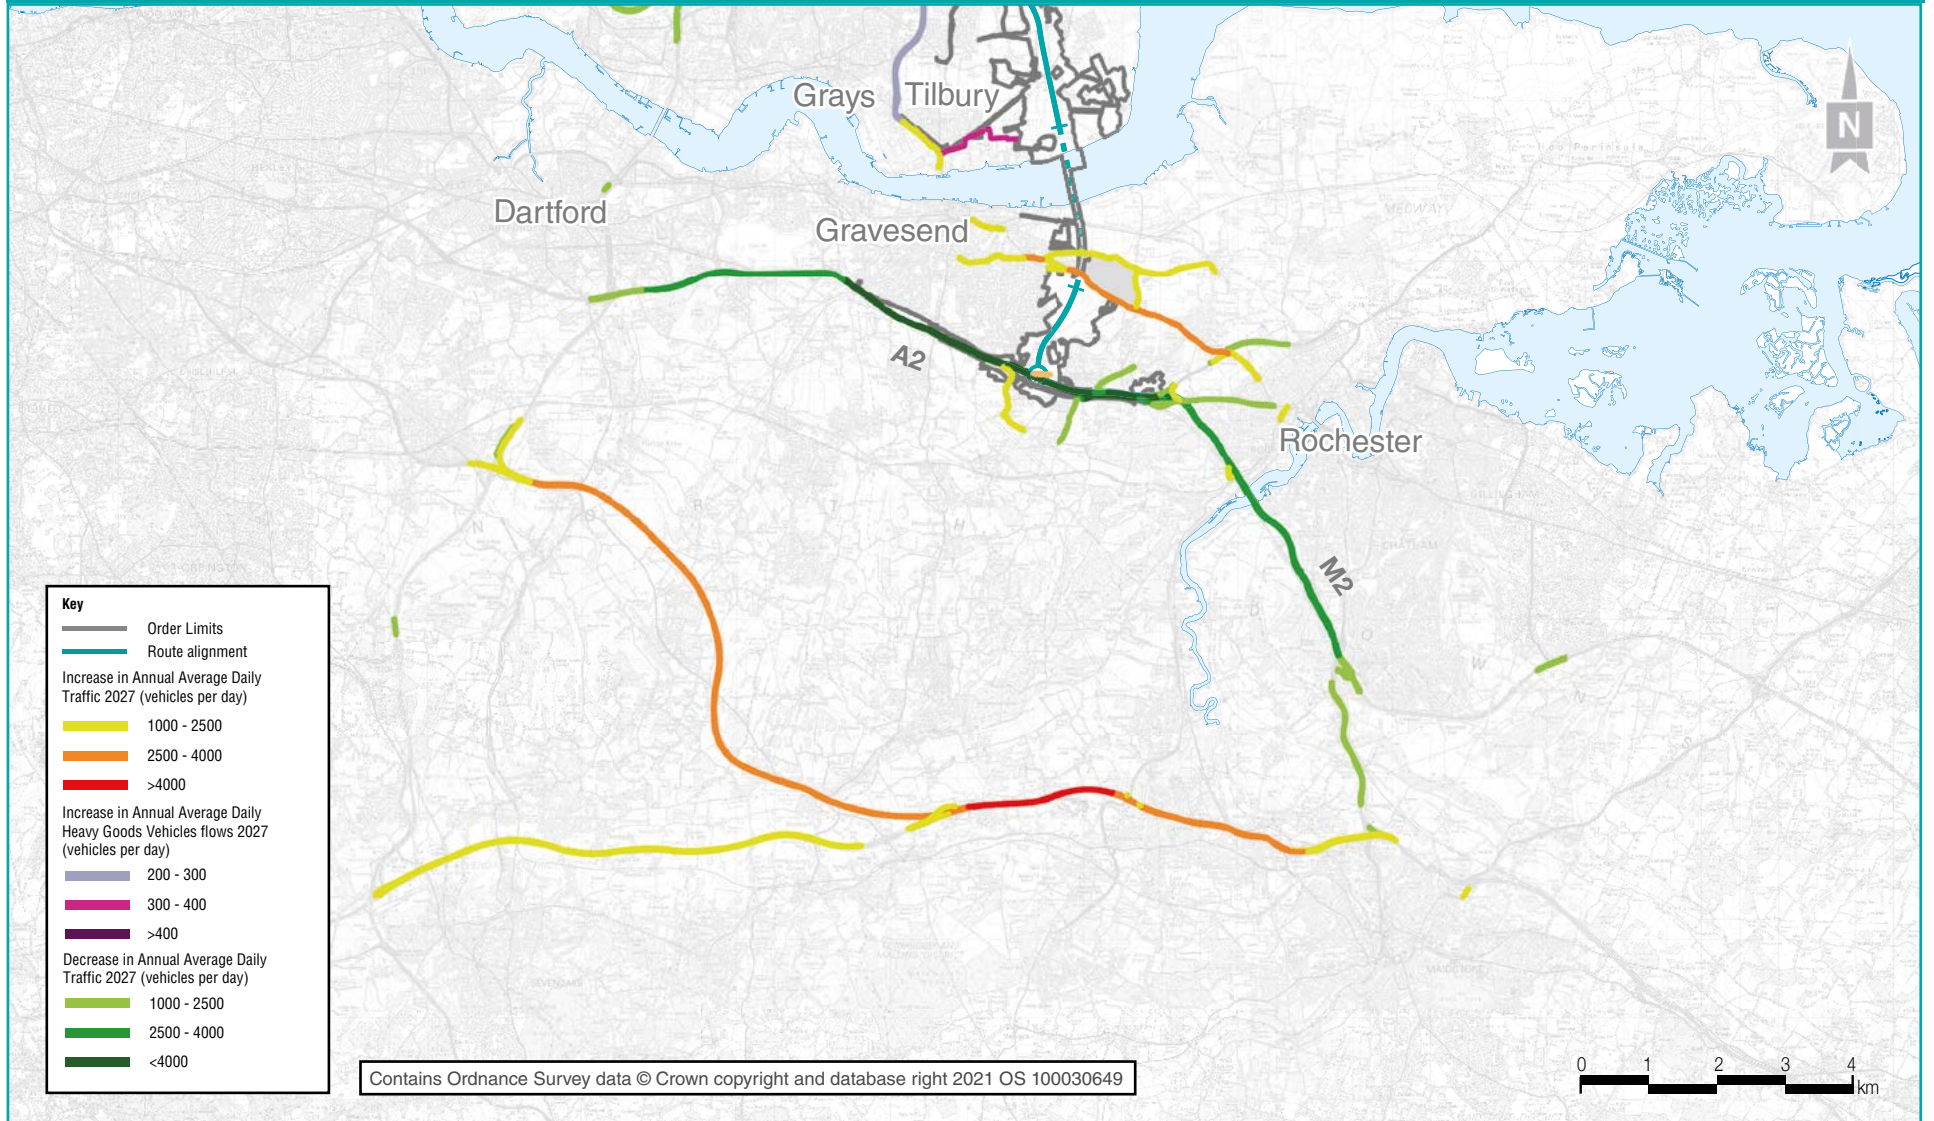 Grays
Tilbury
N
Dartford
Gravesend
A2
Rochester
M2
Key
Order Limits
Route alignment
Increase in Annual Average Daily
Traffic 2027 (vehicles per day)
1000 - 2500
2500 - 4000
>4000
Increase in Annual Average Daily
Heavy Goods Vehicles flows 2027
(vehicles per day)
200 - 300
300 - 400
>400
Decrease in Annual Average Daily
Traffic 2027 (vehicles per day)
1000 - 2500
2500 - 4000
<4000
Contains Ordnance Survey data © Crown copyright and database right 2021 OS 100030649
0 1 2 3 4
km